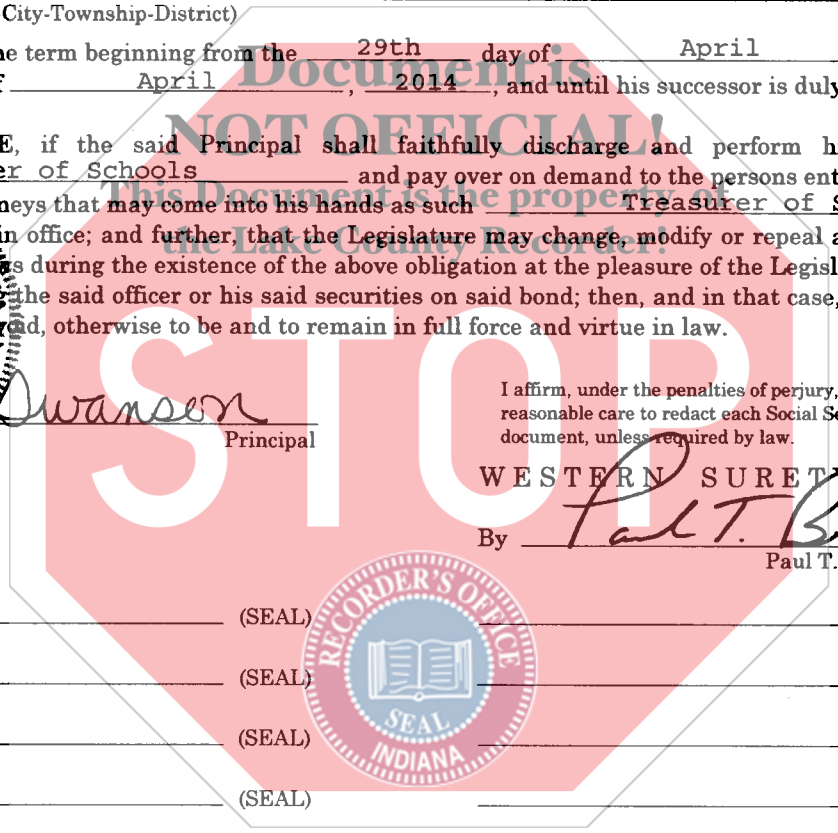 City-Township-District)
e term beginning from the 29th day of April
April , 2014 , and until his successor is duly
Document is
E, if the said Principal shall faithfully discharge and perform h
NOT OFFICIAL!
er of Schools and pay over on demand to the persons ent
This Document is the property of
neys that may come into his hands as such Treasurer of S
in office; and further, that the Legislature may change, modify or repeal a
the Lake County Recorder!
s during the existence of the above obligation at the pleasure of the Legisl
the said officer or his said securities on said bond; then, and in that case,
d, otherwise to be and to remain in full force and virtue in law.
STOP
Swanson
Principal
I affirm, under the penalties of perjury,
reasonable care to redact each Social Se
document, unless required by law.
WESTERN SURET
By Paul T. B
Paul T.
(SEAL)
(SEAL)
(SEAL)
(SEAL)
RECORDER'S OFFICE
SEAL
INDIANA